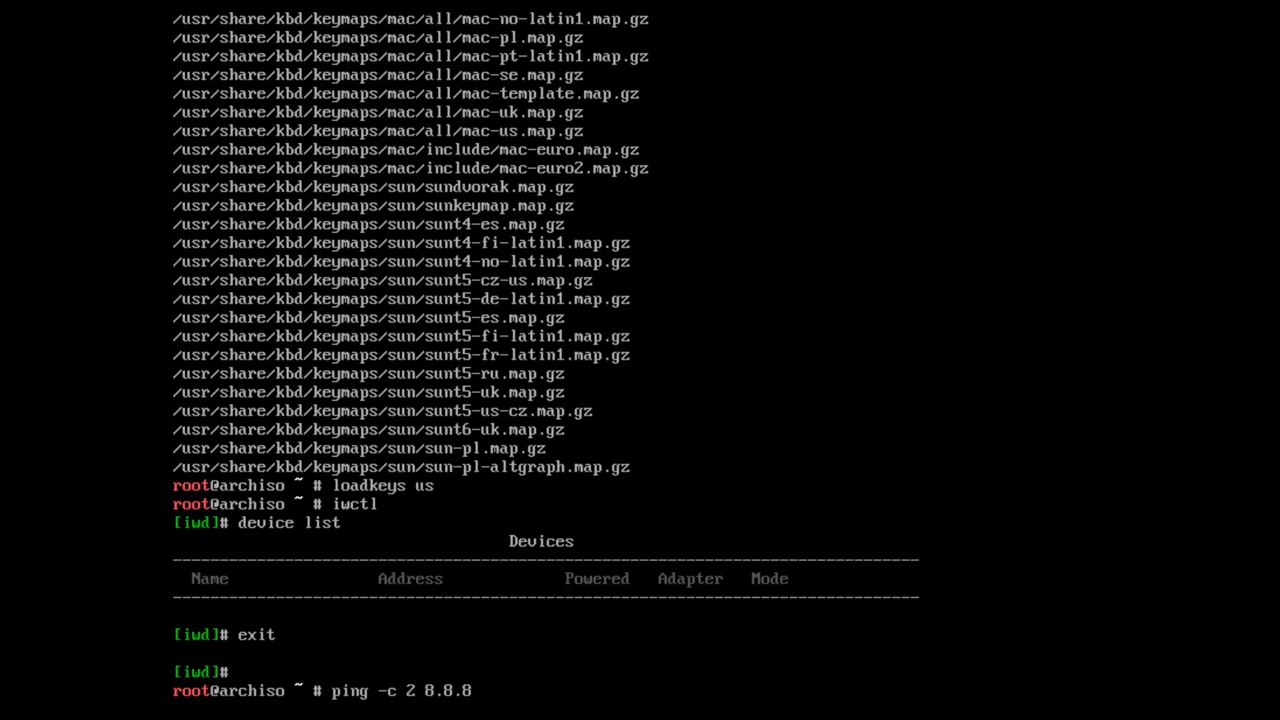 /usr/share/kbd/keymaps/mac/all/mac-no-latin1.map.gz
/usr/share/kbd/keymaps/mac/all/mac-pl.map.gz
/usr/share/kbd/keymaps/mac/all/mac-pt-latin1.map.gz
/usr/share/kbd/keymaps/mac/all/mac-se.map.gz
/usr/share/kbd/keymaps/mac/all/mac-template.map.gz
/usr/share/kbd/keymaps/mac/all/mac-uk.map.gz
/usr/share/kbd/keymaps/mac/all/mac-us.map.gz
/usr/share/kbd/keymaps/mac/include/mac-euro.map.gz
/usr/share/kbd/keymaps/mac/include/mac-euro2.map.gz
/usr/share/kbd/keymaps/sun/sundvorak.map.gz
/usr/share/kbd/keymaps/sun/sunkeymap.map.gz
/usr/share/kbd/keymaps/sun/sunt4-es.map.gz
/usr/share/kbd/keymaps/sun/sunt4-fi-latin1.map.gz
/usr/share/kbd/keymaps/sun/sunt4-no-latin1.map.gz
/usr/share/kbd/keymaps/sun/sunt5-cz-us.map.gz
/usr/share/kbd/keymaps/sun/sunt5-de-latin1.map.gz
/usr/share/kbd/keymaps/sun/sunt5-es.map.gz
/usr/share/kbd/keymaps/sun/sunt5-fi-latin1.map.gz
/usr/share/kbd/keymaps/sun/sunt5-fr-latin1.map.gz
/usr/share/kbd/keymaps/sun/sunt5-ru.map.gz
/usr/share/kbd/keymaps/sun/sunt5-uk.map.gz
/usr/share/kbd/keymaps/sun/sunt5-us-cz.map.gz
/usr/share/kbd/keymaps/sun/sunt6-uk.map.gz
/usr/share/kbd/keymaps/sun/sun-pl.map.gz
/usr/share/kbd/keymaps/sun/sun-pl-altgraph.map.gz
root@archiso ~ # loadkeys us
root@archiso ~ # iwctl
[iwd]# device list
Devices
Name Address Powered Adapter Mode
[iwd]# exit
[iwd]#
root@archiso ~ # ping -c 2 8.8.8